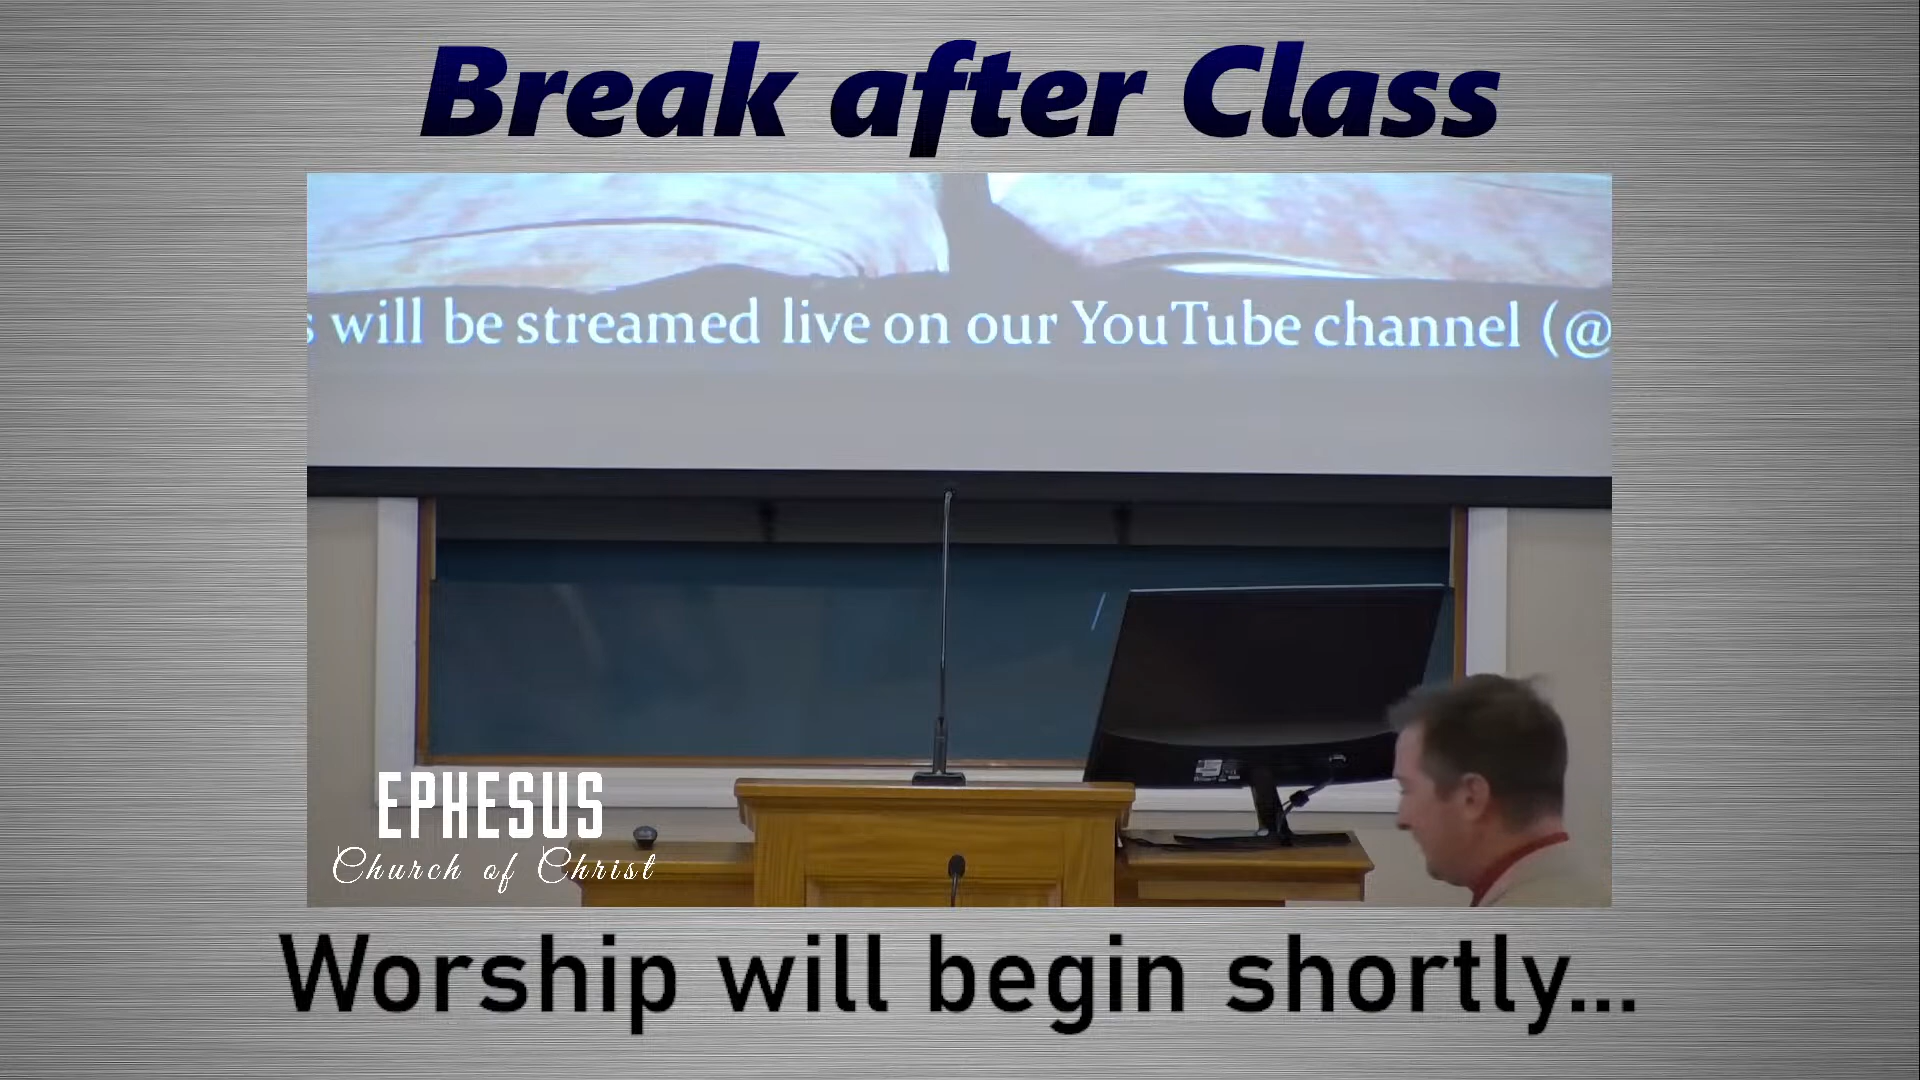 Break after Class
will be streamed live on our YouTube channel (@
EPHESUS
Church of Christ
Worship will begin shortly...